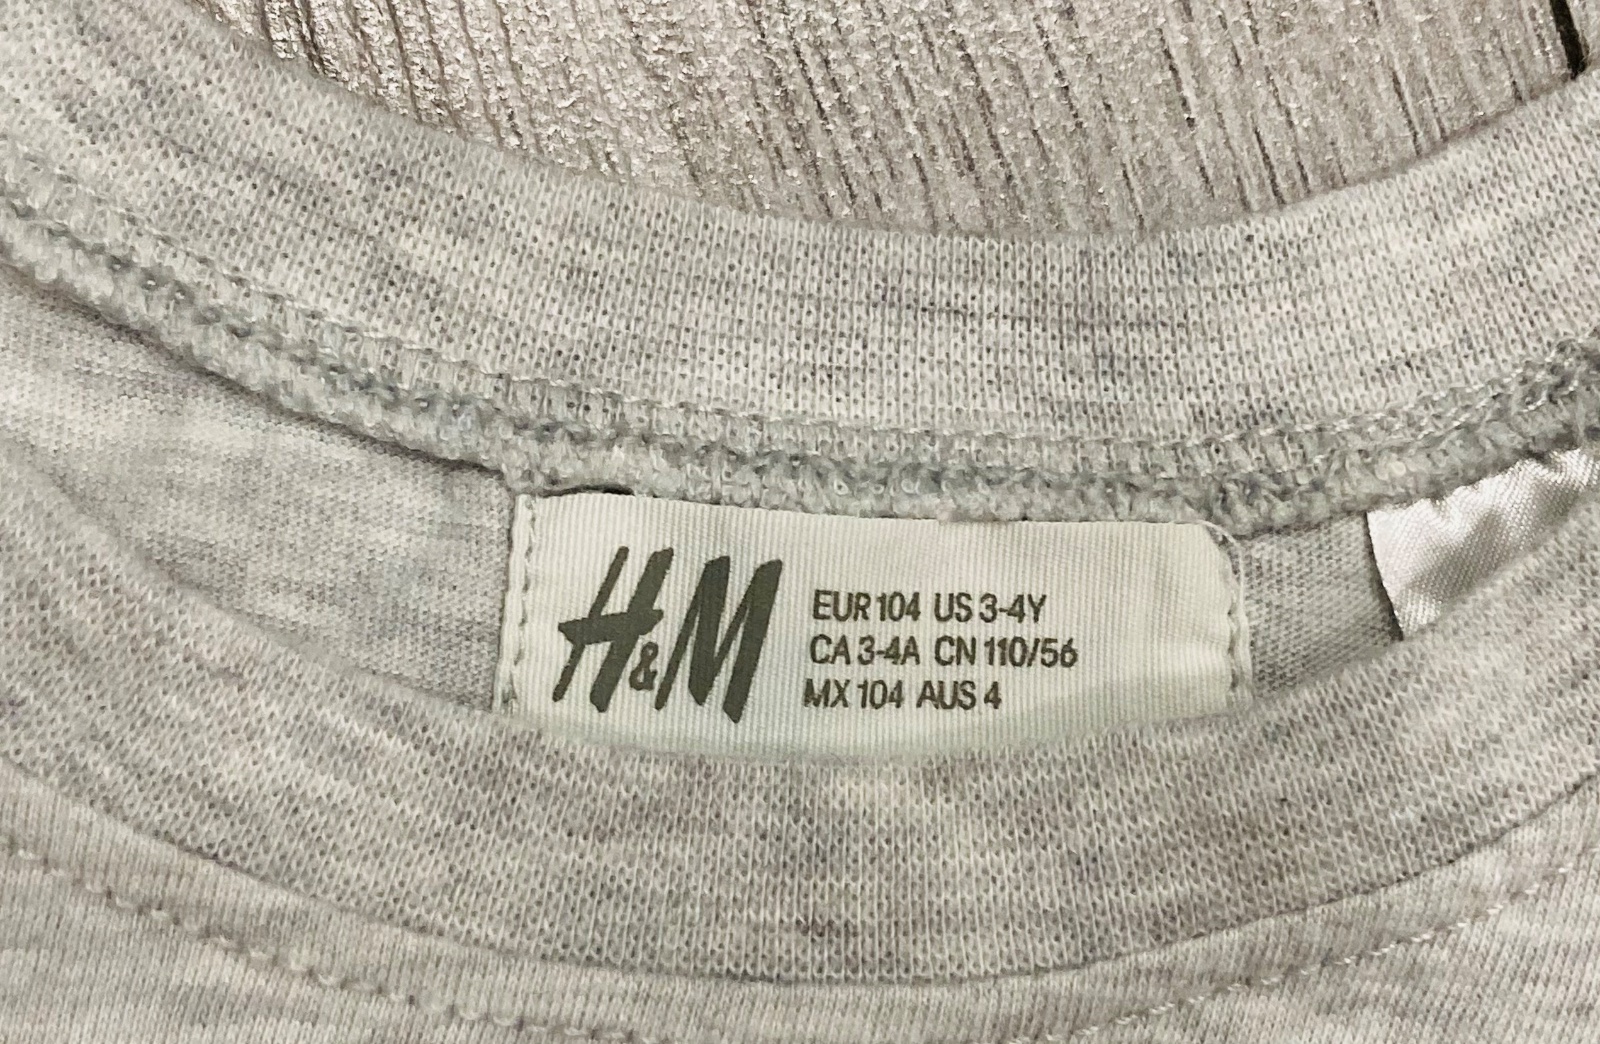 H&M
EUR 104 US 3-4Y
CA 3-4A CN 110/56
MX 104 AUS 4